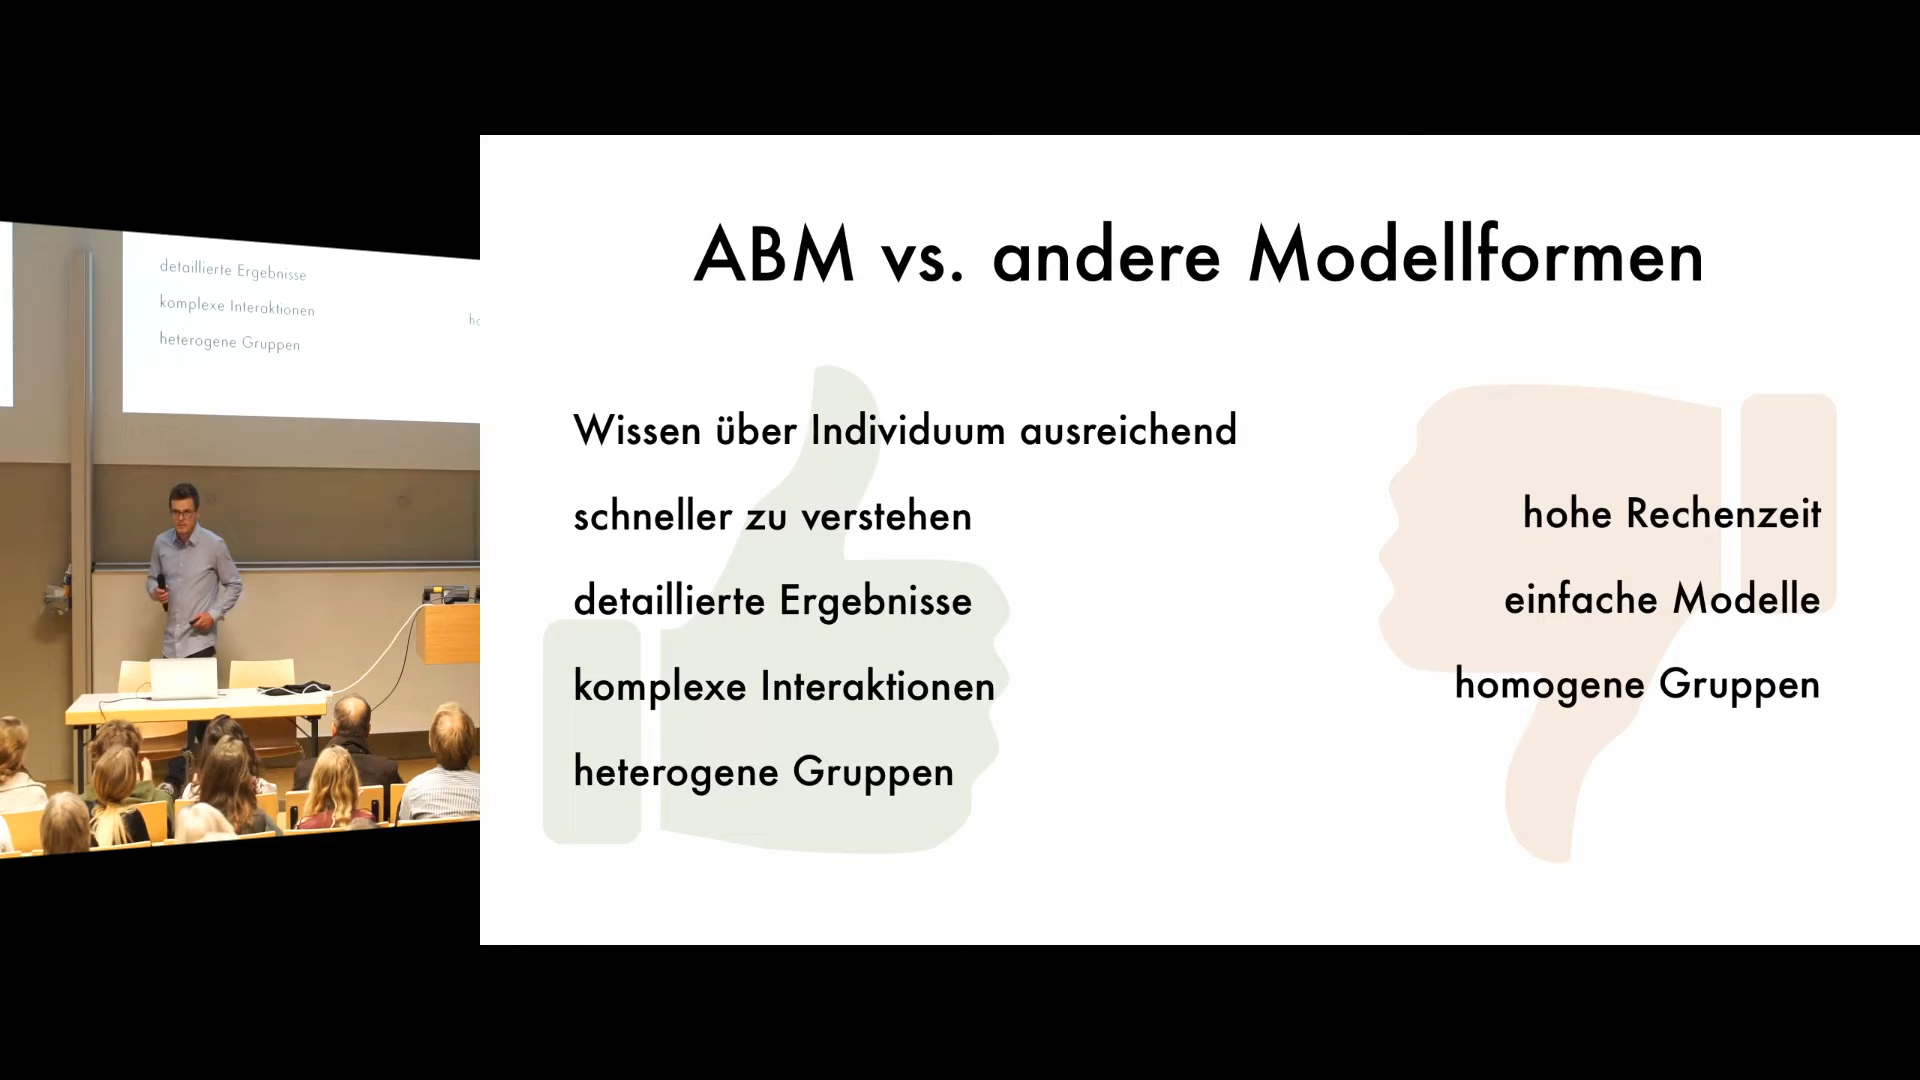 ABM vs. andere Modellformen
Wissen über Individuum ausreichend
schneller zu verstehen
detaillierte Ergebnisse
komplexe Interaktionen
heterogene Gruppen
hohe Rechenzeit
einfache Modelle
homogene Gruppen
detaillierte Ergebnisse
komplexe Interaktionen
heterogene Gruppen